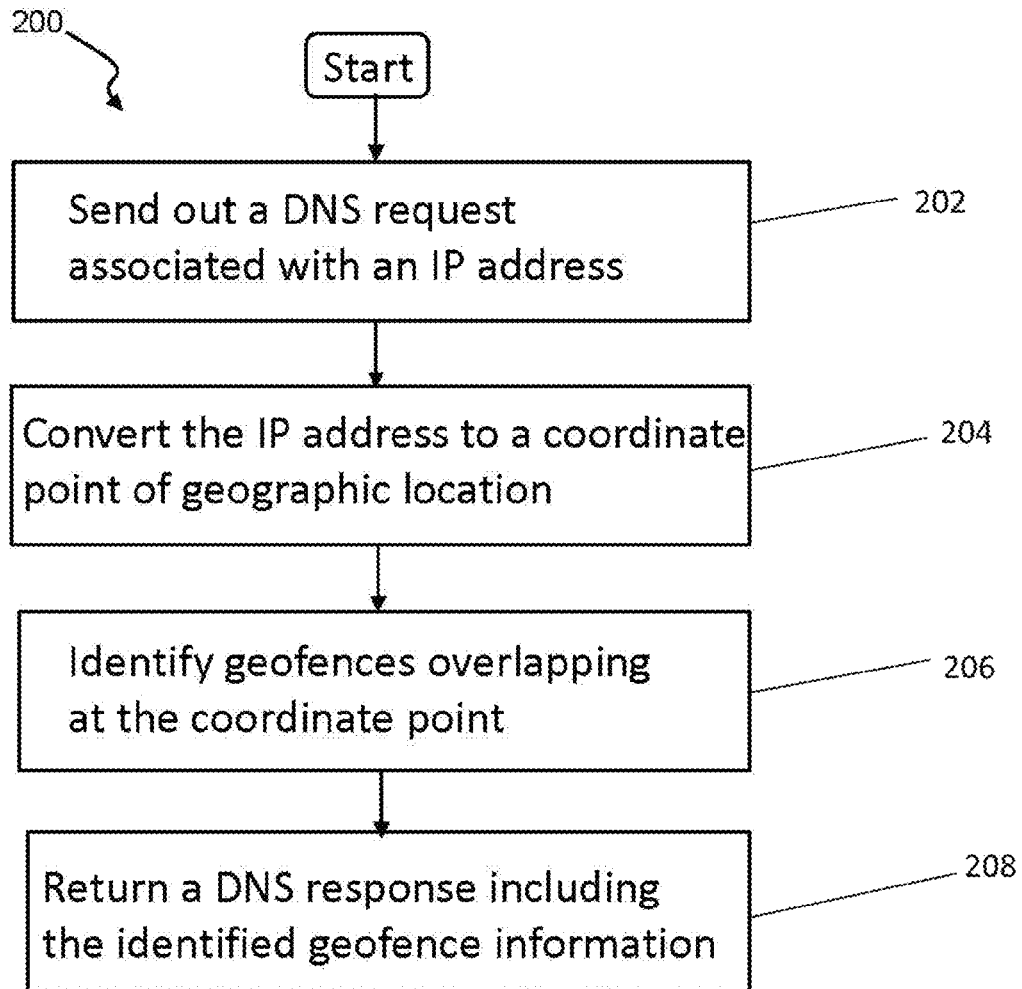 200
Start
Send out a DNS request
associated with an IP address
202
Convert the IP address to a coordinate
point of geographic location
204
Identify geofences overlapping
at the coordinate point
206
Return a DNS response including
the identified geofence information
208